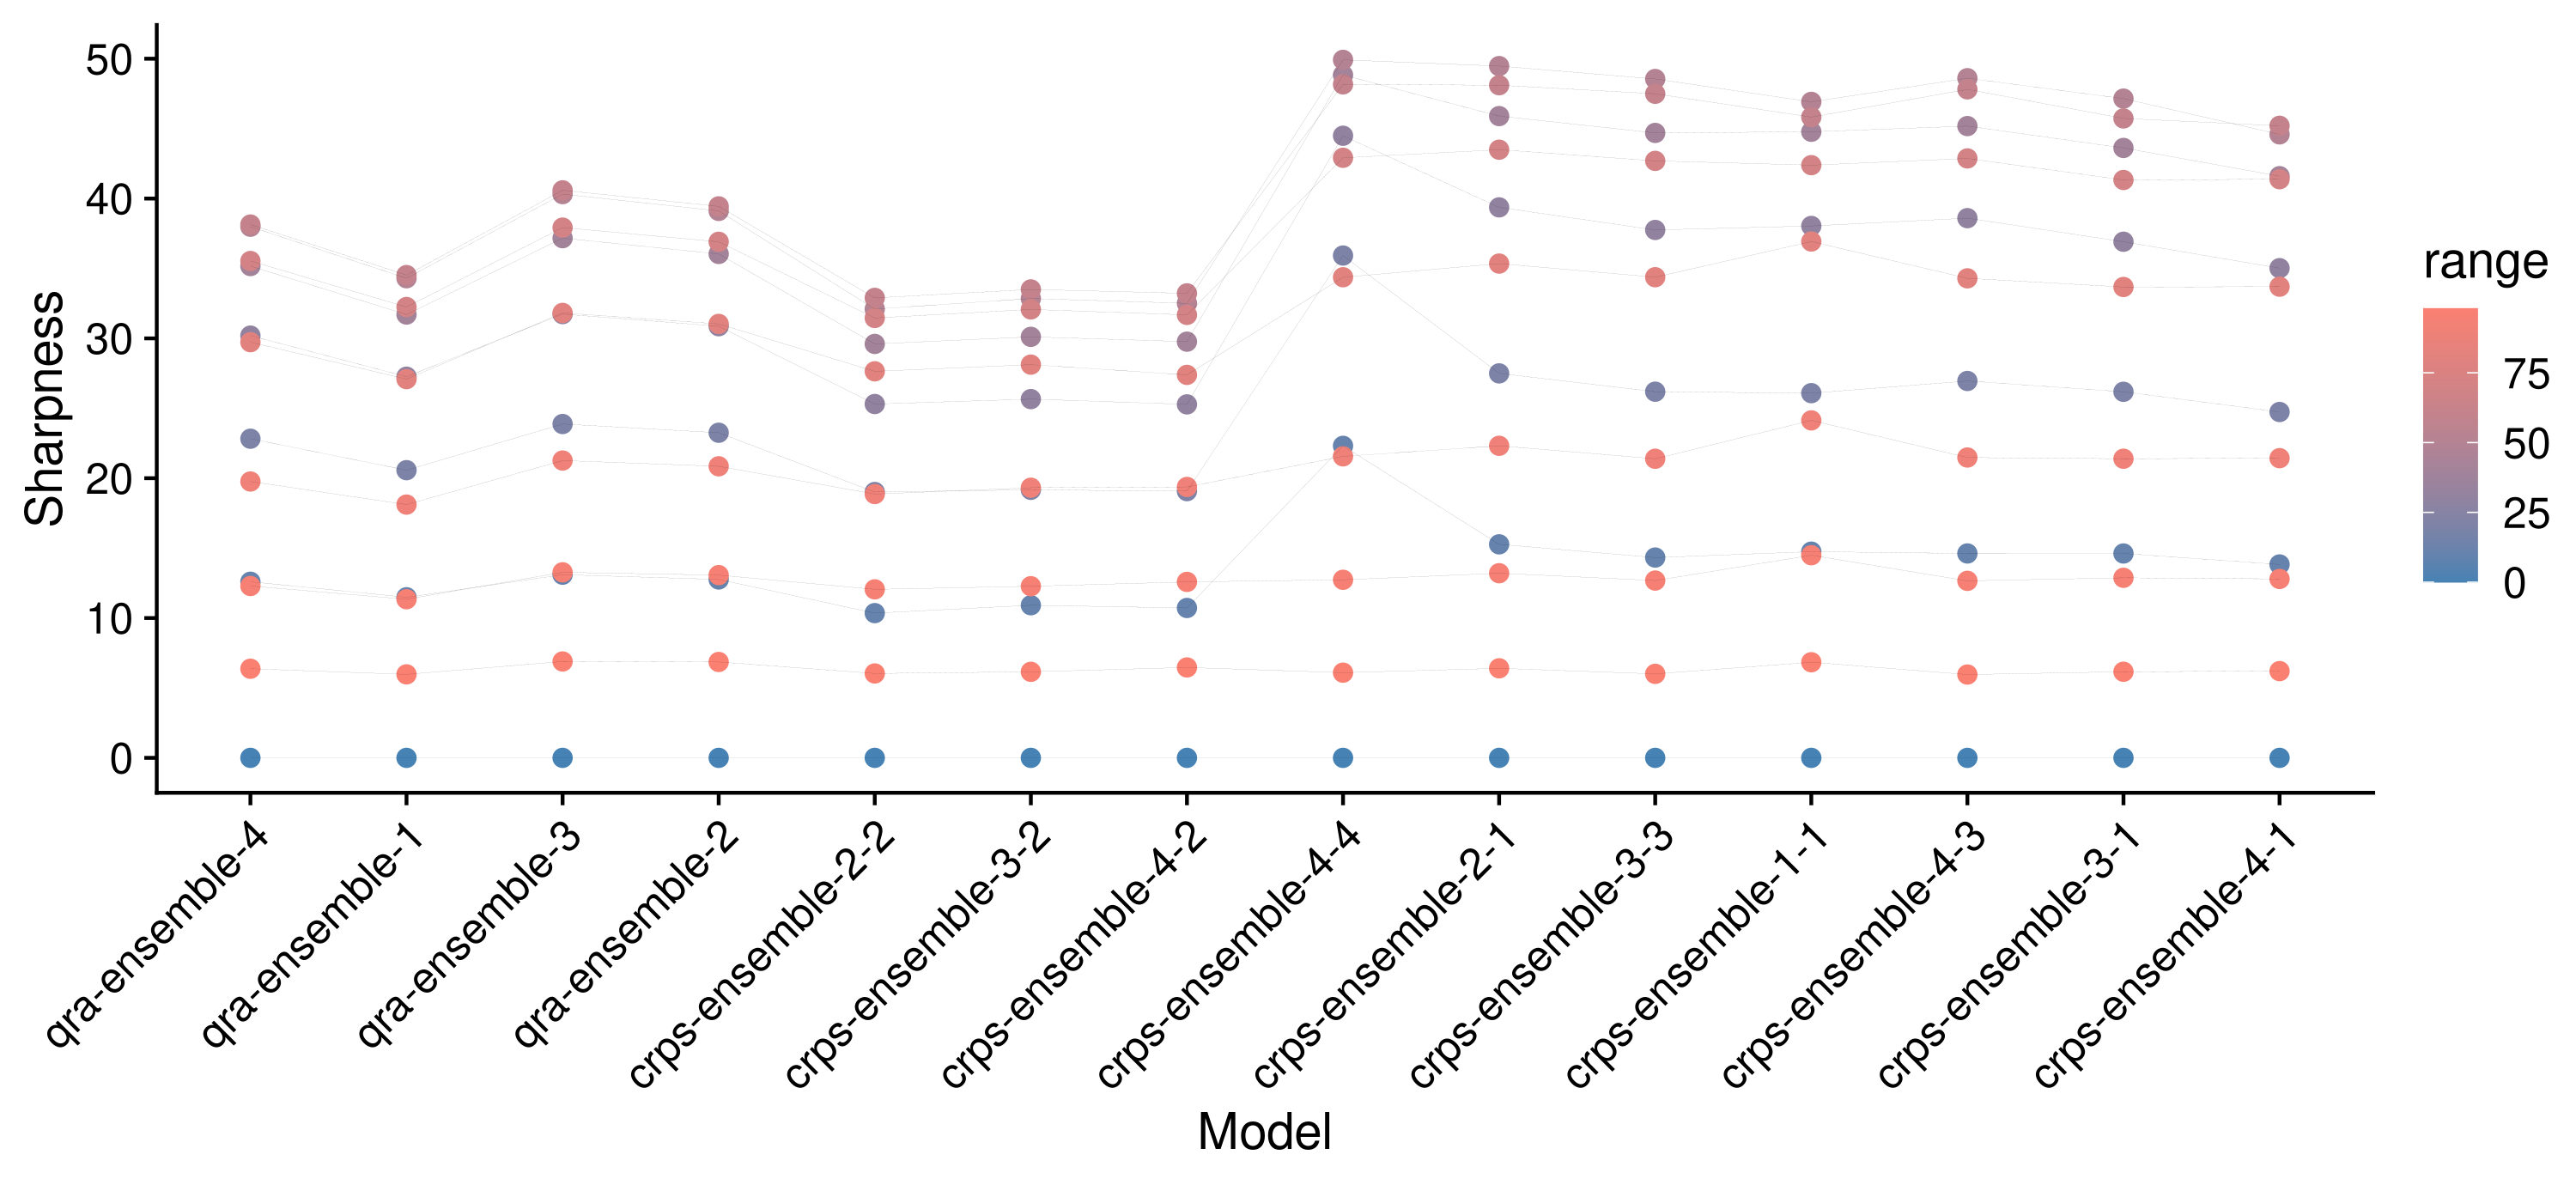 50
40
30
20
10
0
Sharpness
qra-ensemble-4
qra-ensemble-1
qra-ensemble-3
qra-ensemble-2
crps-ensemble-2-2
crps-ensemble-3-2
crps-ensemble-4-2
crps-ensemble-4-4
crps-ensemble-2-1
crps-ensemble-3-3
crps-ensemble-1-1
crps-ensemble-4-3
crps-ensemble-3-1
crps-ensemble-4-1
Model
range
75
50
25
0